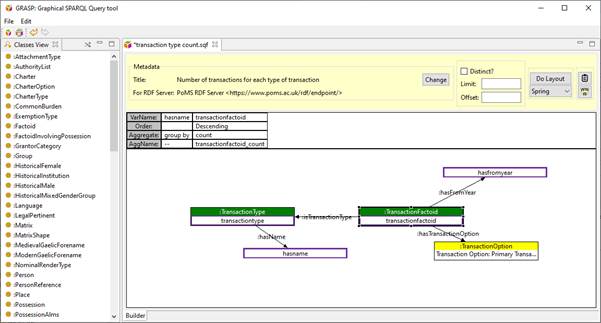 GRASP: Graphical SPARQL Query tool
File Edit
Classes View
:AttachmentType
:AuthorityList
:Charter
:CharterOption
:CharterType
:CommonBurden
:ExemptionType
:Factoid
:FactoidInvolvingPossession
:GrantorCategory
:Group
:HistoricalFemale
:HistoricalInstitution
:HistoricalMale
:HistoricalMixedGenderGroup
:Language
:LegalPertinent
:Matrix
:MatrixShape
:MedievalGaelicForename
:ModernGaelicForename
:NominalRenderType
:Person
:PersonReference
:Place
:Possession
:PossessionAlms
*transaction type count.sqf
Metadata
Title: Number of transactions for each type of transaction
For RDF Server: PoMS RDF Server <https://www.poms.ac.uk/rdf/endpoint/>
Change
Distinct?
Limit:
Offset:
Do Layout
Spring
VarName: hasname transactionfactoid
Order: Descending
Aggregate: group by count
AggName: -- transactionfactoid_count
hasfromyear
:hasFromYear
:TransactionType
transactiontype
:isTransactionType
:TransactionFactoid
transactionfactoid
:hasName
:hasTransactionOption
hasname
:TransactionOption
Transaction Option: Primary Transa...
Builder